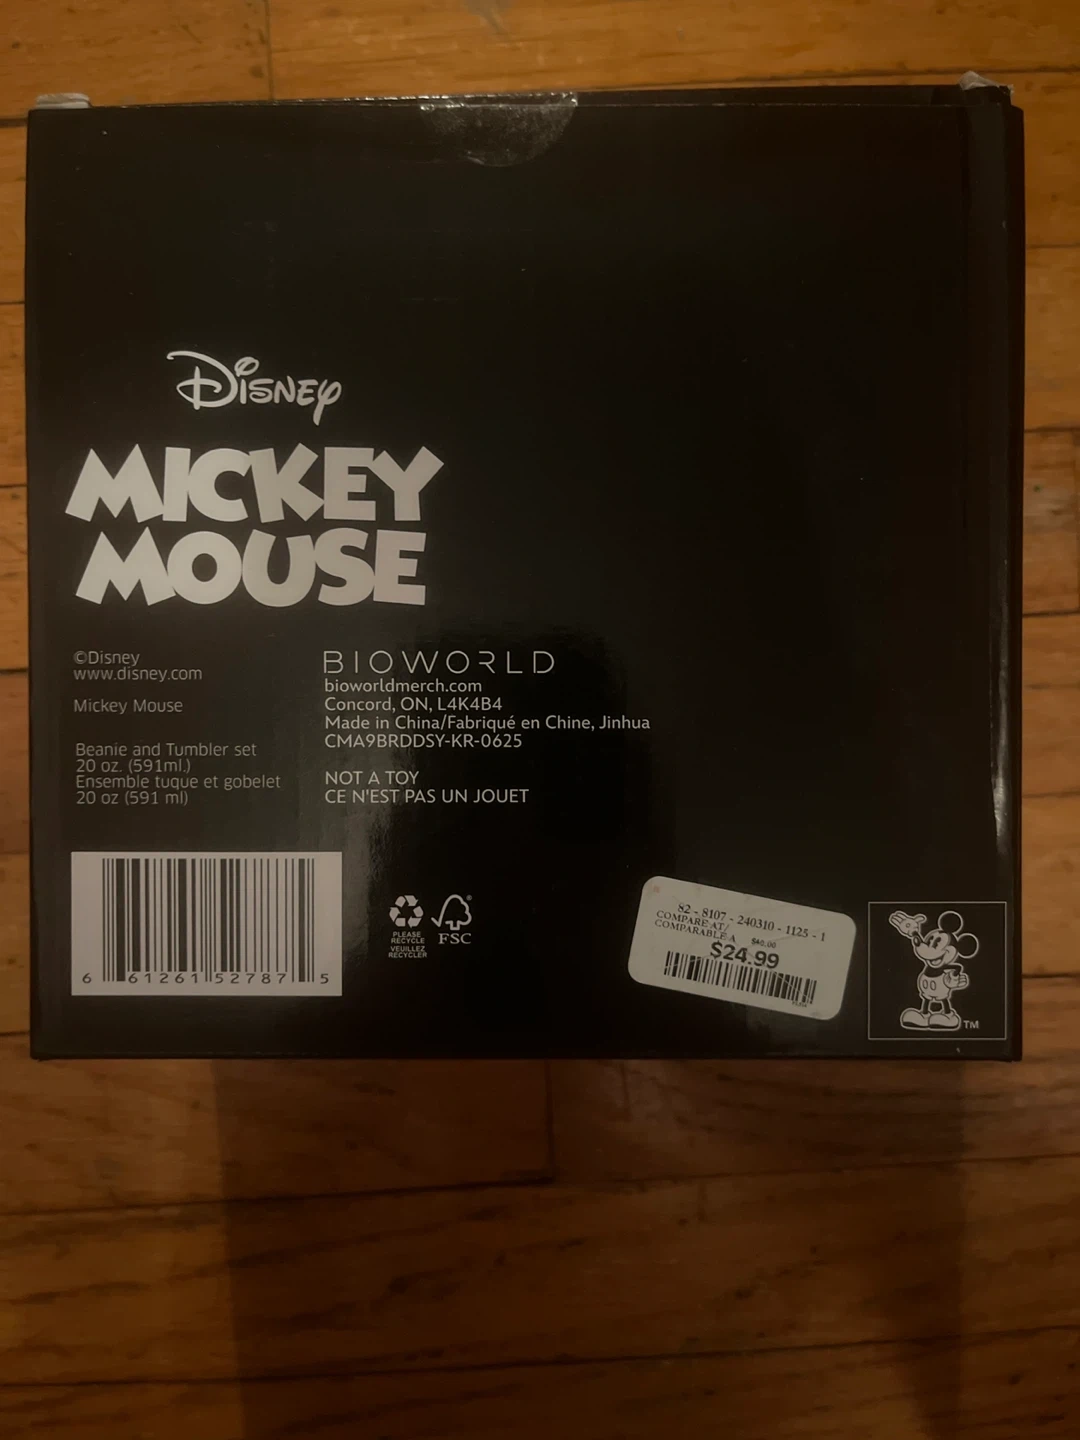 Disney
MICKEY
MOUSE
©Disney
www.disney.com
Mickey Mouse
Beanie and Tumbler set
20 oz. (591ml.)
Ensemble tuque et gobelet
20 oz (591 ml)
BIOWORLD
bioworldmerch.com
Concord, ON, L4K4B4
Made in China/Fabriqué en Chine, Jinhua
CMA9BRDDSY-KR-0625
NOT A TOY
CE N'EST PAS UN JOUET
6 61261 52787 5
PLEASE
RECYCLE
VEUILLEZ
RECYCLER
FSC
®
82 - 8107 - 240310 - 1125 - 1
COMPARE AT/
COMPARABLE A $40.00
$24.99
TM